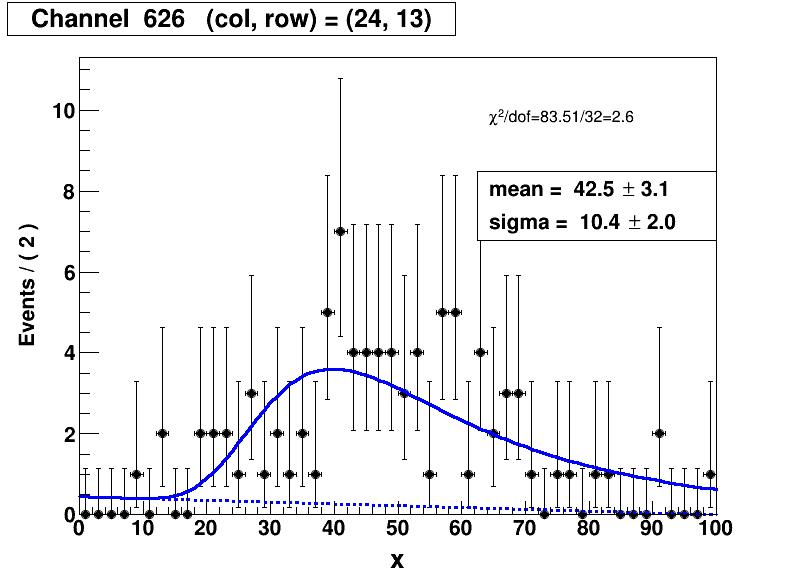 Channel  626   (col, row) = (24, 13)
χ²/dof=83.51/32=2.6
mean =  42.5 ± 3.1
sigma =  10.4 ± 2.0
Events / ( 2 )
10
8
6
4
2
0
0 10 20 30 40 50 60 70 80 90 100
x